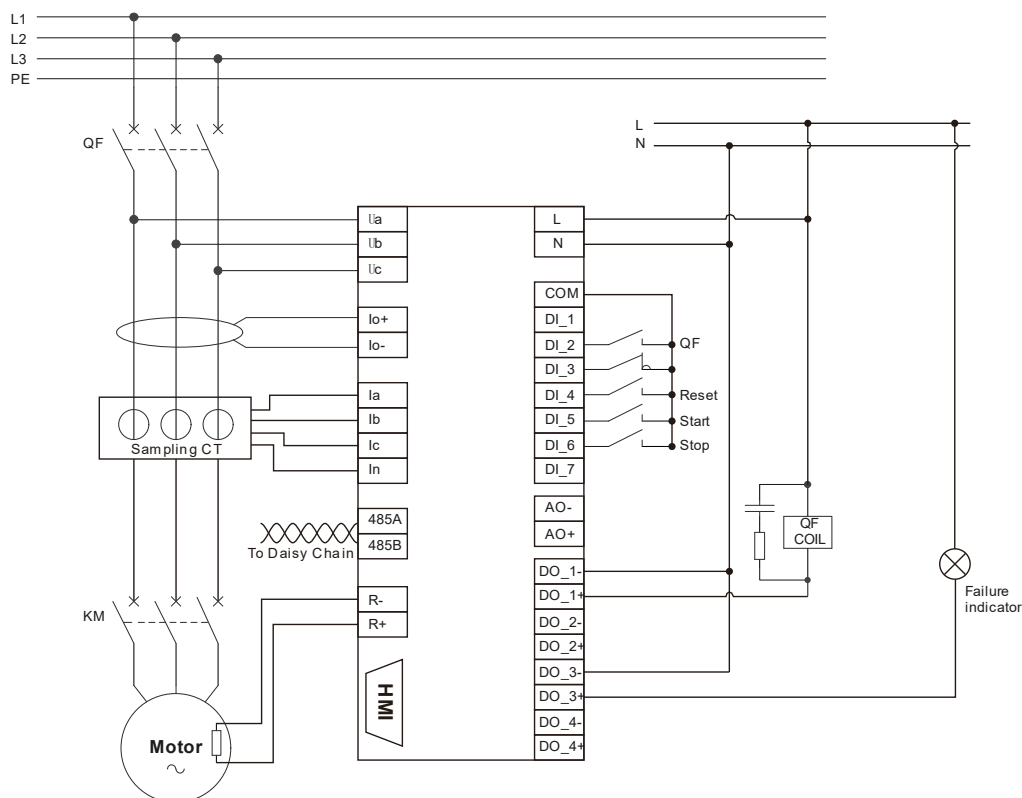 L1
L2
L3
PE
QF
L
N
Ua
Ub
Uc
Io+
Io-
Ia
Ib
Ic
In
Sampling CT
485A
485B
To Daisy Chain
R-
R+
KM
HMI
Motor
L
N
COM
DI_1
DI_2
DI_3
DI_4
DI_5
DI_6
DI_7
QF
Reset
Start
Stop
AO-
AO+
DO_1-
DO_1+
DO_2-
DO_2+
DO_3-
DO_3+
DO_4-
DO_4+
QF
COIL
Failure
indicator